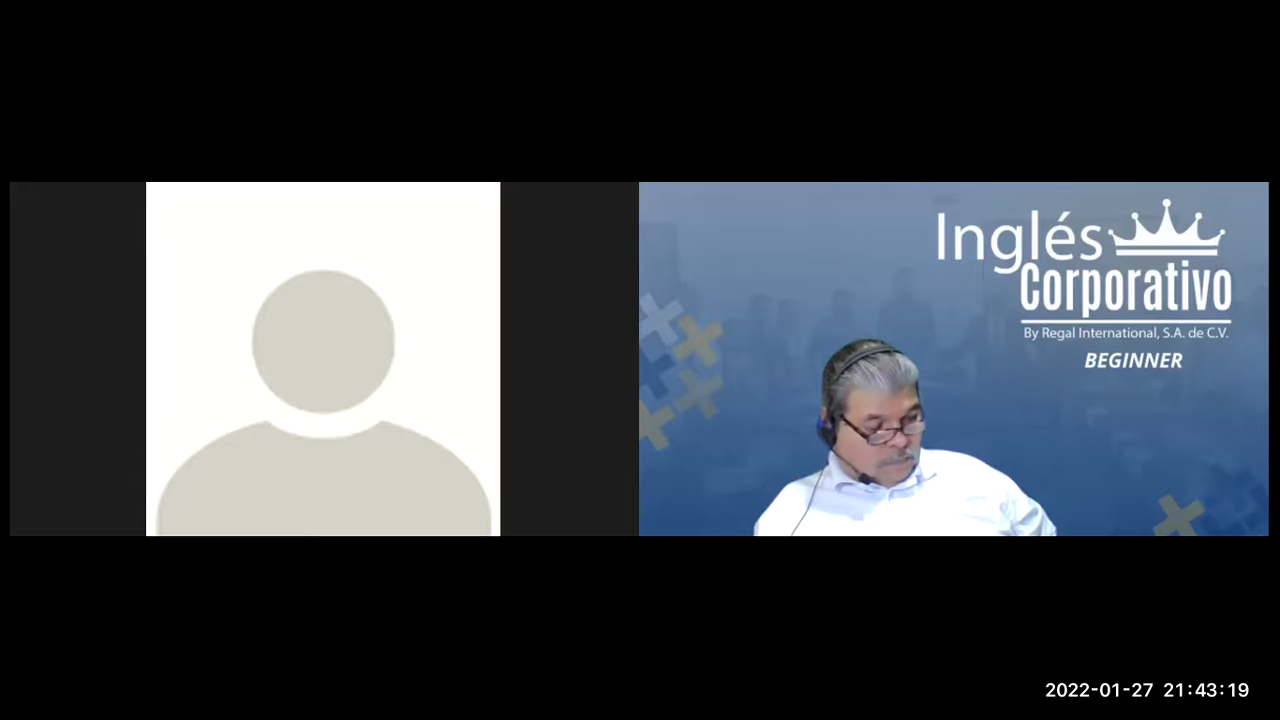 Inglés
Corporativo
By Regal International, S.A. de C.V.
BEGINNER
2022-01-27 21:43:19